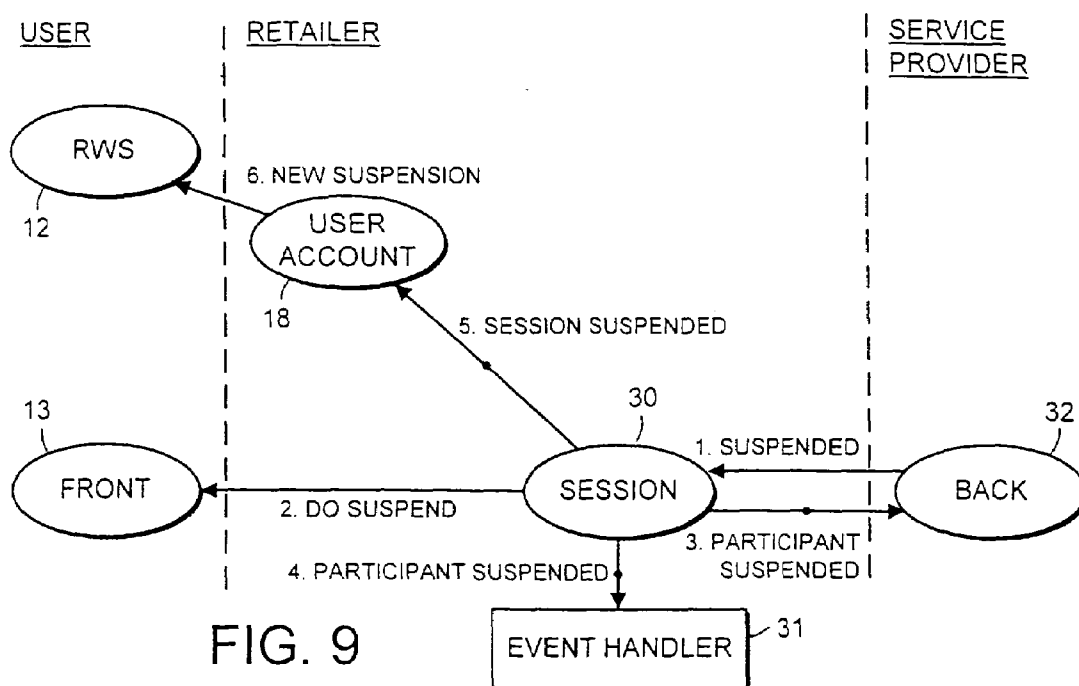 USER
RETAILER
SERVICE
PROVIDER
RWS
12
6. NEW SUSPENSION
USER
ACCOUNT
18
5. SESSION SUSPENDED
13
FRONT
2. DO SUSPEND
30
SESSION
1. SUSPENDED
32
BACK
3. PARTICIPANT
SUSPENDED
4. PARTICIPANT SUSPENDED
EVENT HANDLER
31
FIG. 9